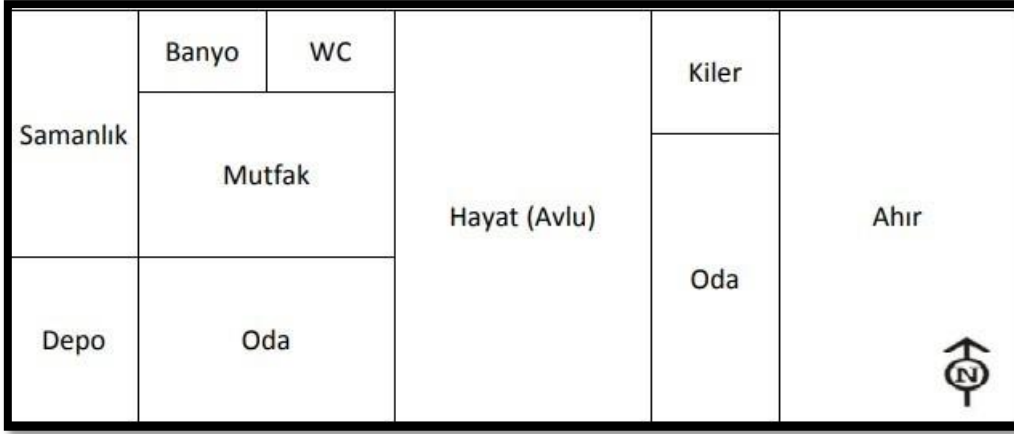 Banyo
WC
Kiler
Samanlık
Mutfak
Hayat (Avlu)
Ahır
Oda
Depo
Oda
N